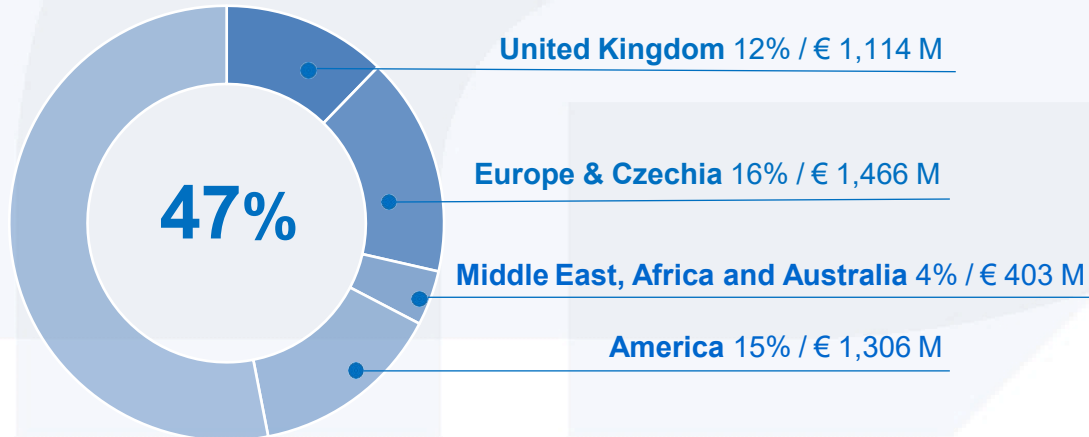 United Kingdom 12% / € 1,114 M
47%
Europe & Czechia 16% / € 1,466 M
Middle East, Africa and Australia 4% / € 403 M
America 15% / € 1,306 M